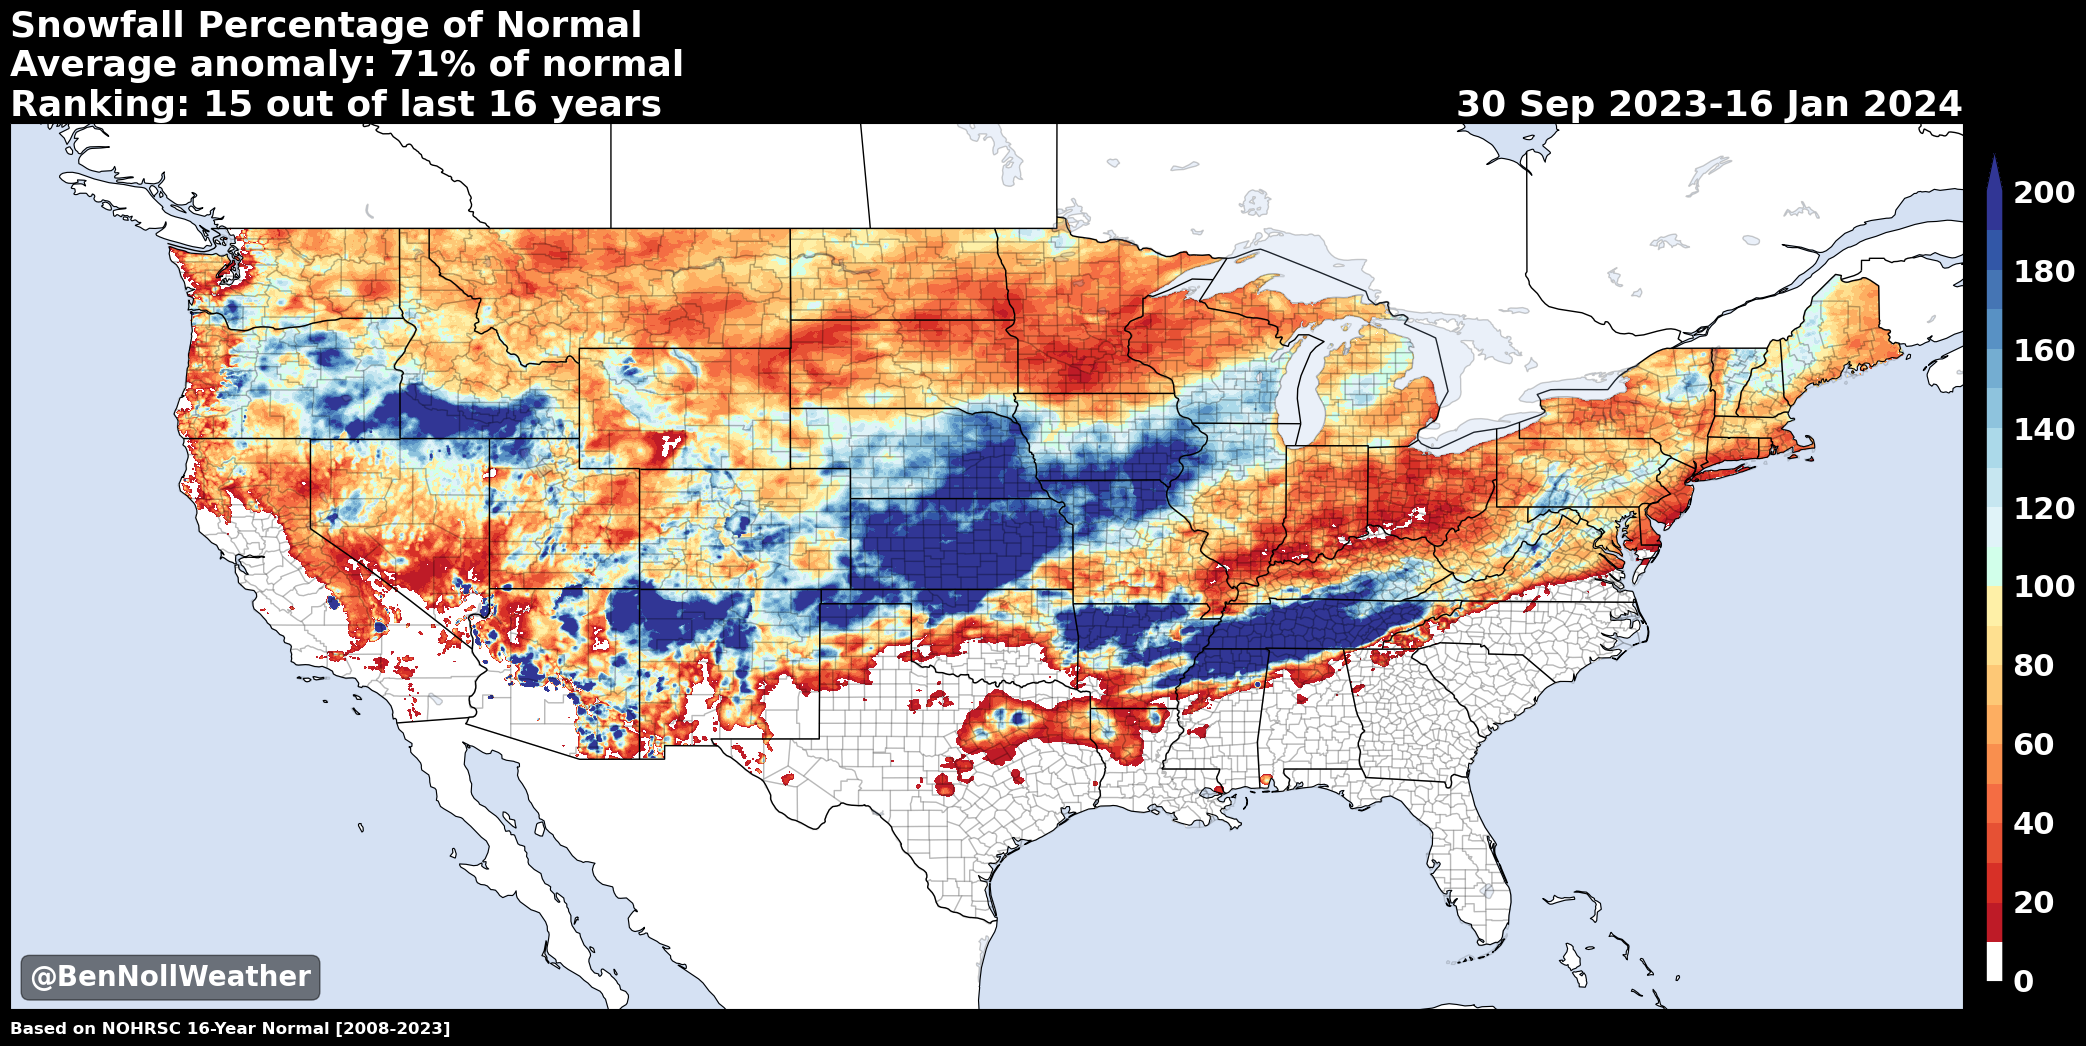 Snowfall Percentage of Normal
Average anomaly: 71% of normal
Ranking: 15 out of last 16 years
30 Sep 2023-16 Jan 2024
200
180
160
140
120
100
80
60
40
20
0
@BenNollWeather
Based on NOHRSC 16-Year Normal [2008-2023]